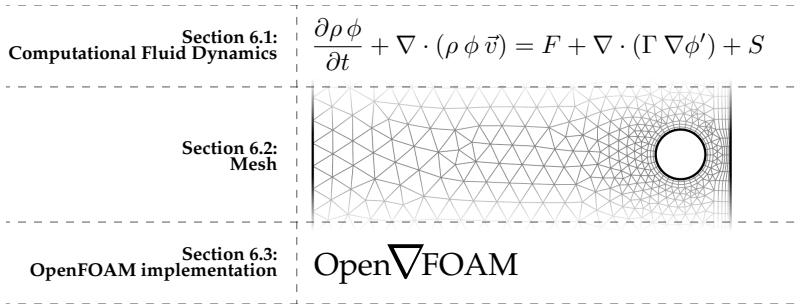 Section 6.1:
Computational Fluid Dynamics
∂ρ φ/∂t + ∇ · (ρ φ v⃗) = F + ∇ · (Γ ∇φ′) + S
Section 6.2:
Mesh
Section 6.3:
OpenFOAM implementation
Open∇FOAM